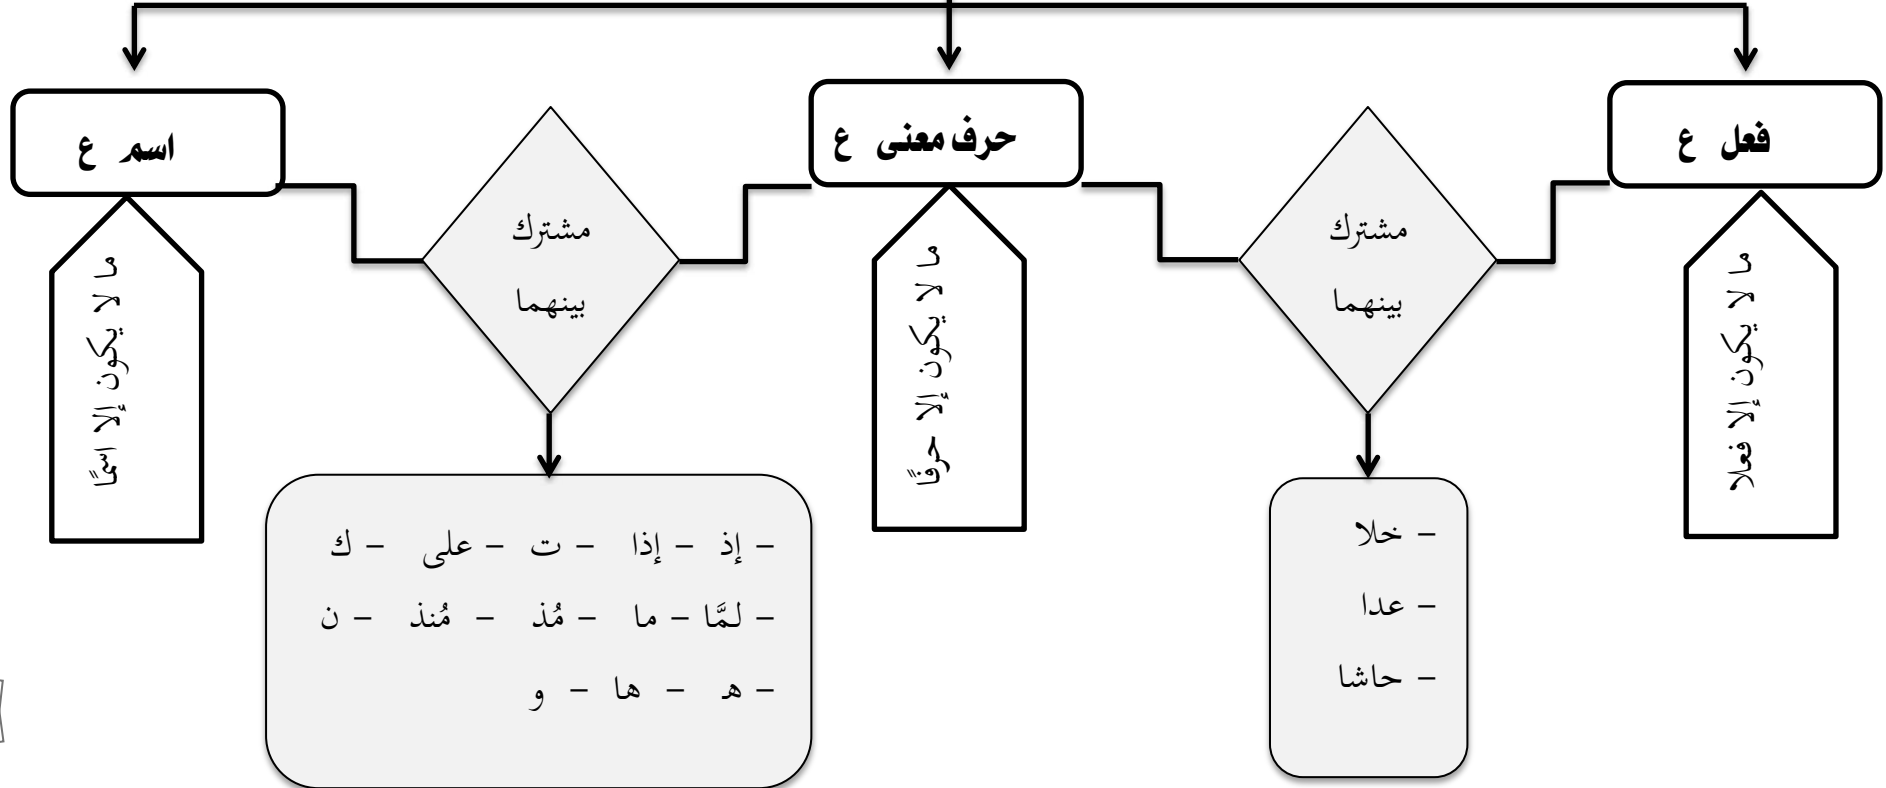 فعل ع
حرف معنى ع
اسم ع
مشترك
بينهما
مشترك
بينهما
ما لا يكون إلا فعلا
ما لا يكون إلا حرفًا
ما لا يكون إلا اسمًا
- خلا
- عدا
- حاشا
- إذ - إذا - ت - على - ك
- لمَّا - ما - مُذ - مُنذ - ن
- هـ - ها - و